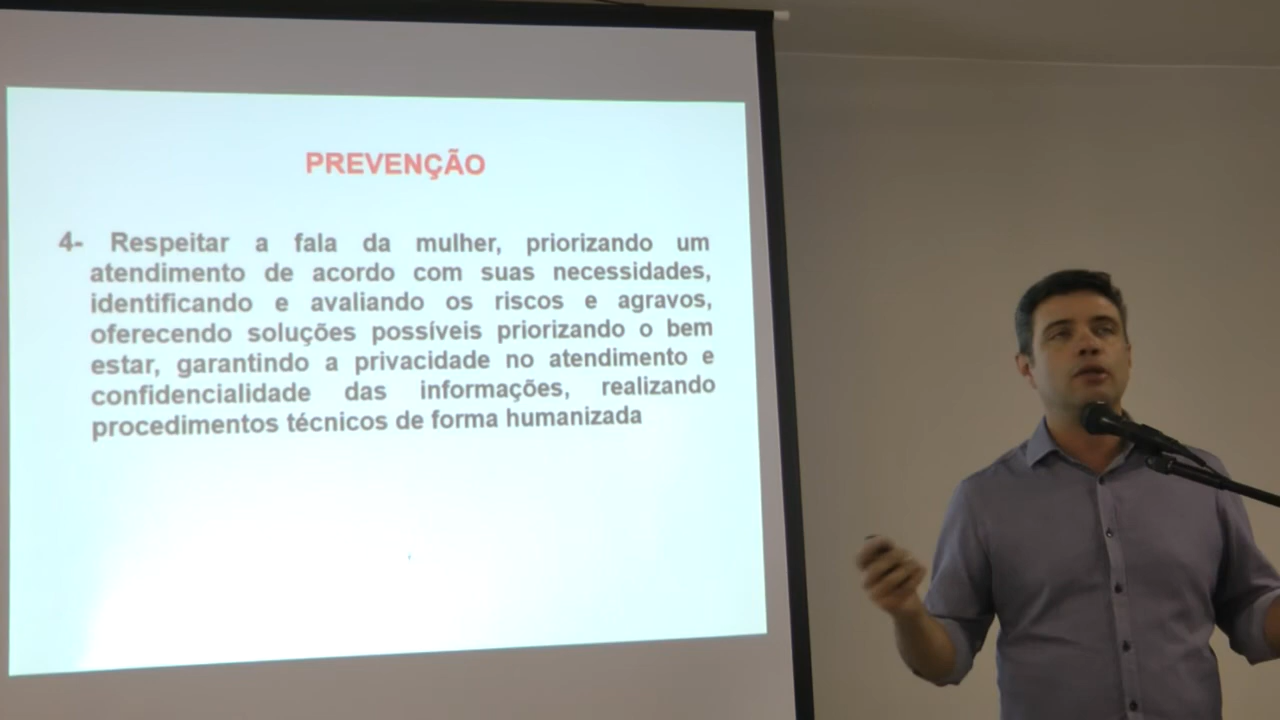 PREVENÇÃO
4- Respeitar a fala da mulher, priorizando um
atendimento de acordo com suas necessidades,
identificando e avaliando os riscos e agravos,
oferecendo soluções possíveis priorizando o bem
estar, garantindo a privacidade no atendimento e
confidencialidade das informações, realizando
procedimentos técnicos de forma humanizada